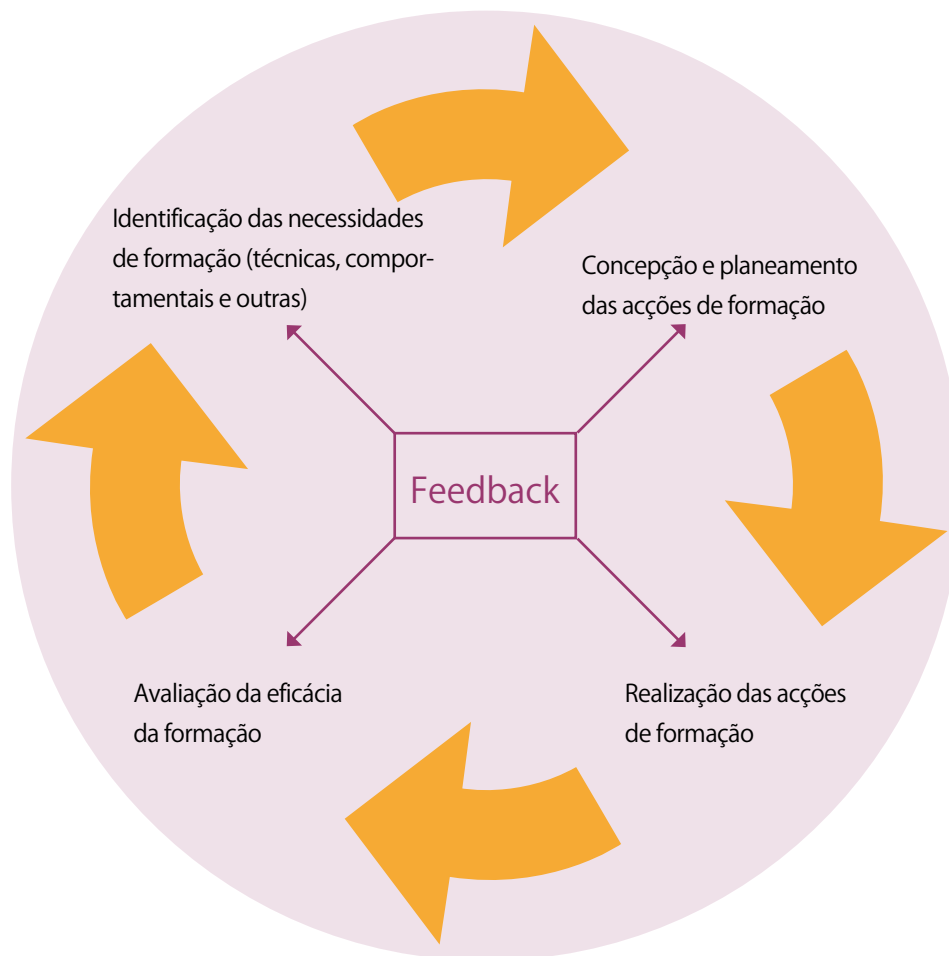 Identificação das necessidades
de formação (técnicas, compor-
tamentais e outras)
Concepção e planeamento
das acções de formação
Feedback
Avaliação da eficácia
da formação
Realização das acções
de formação